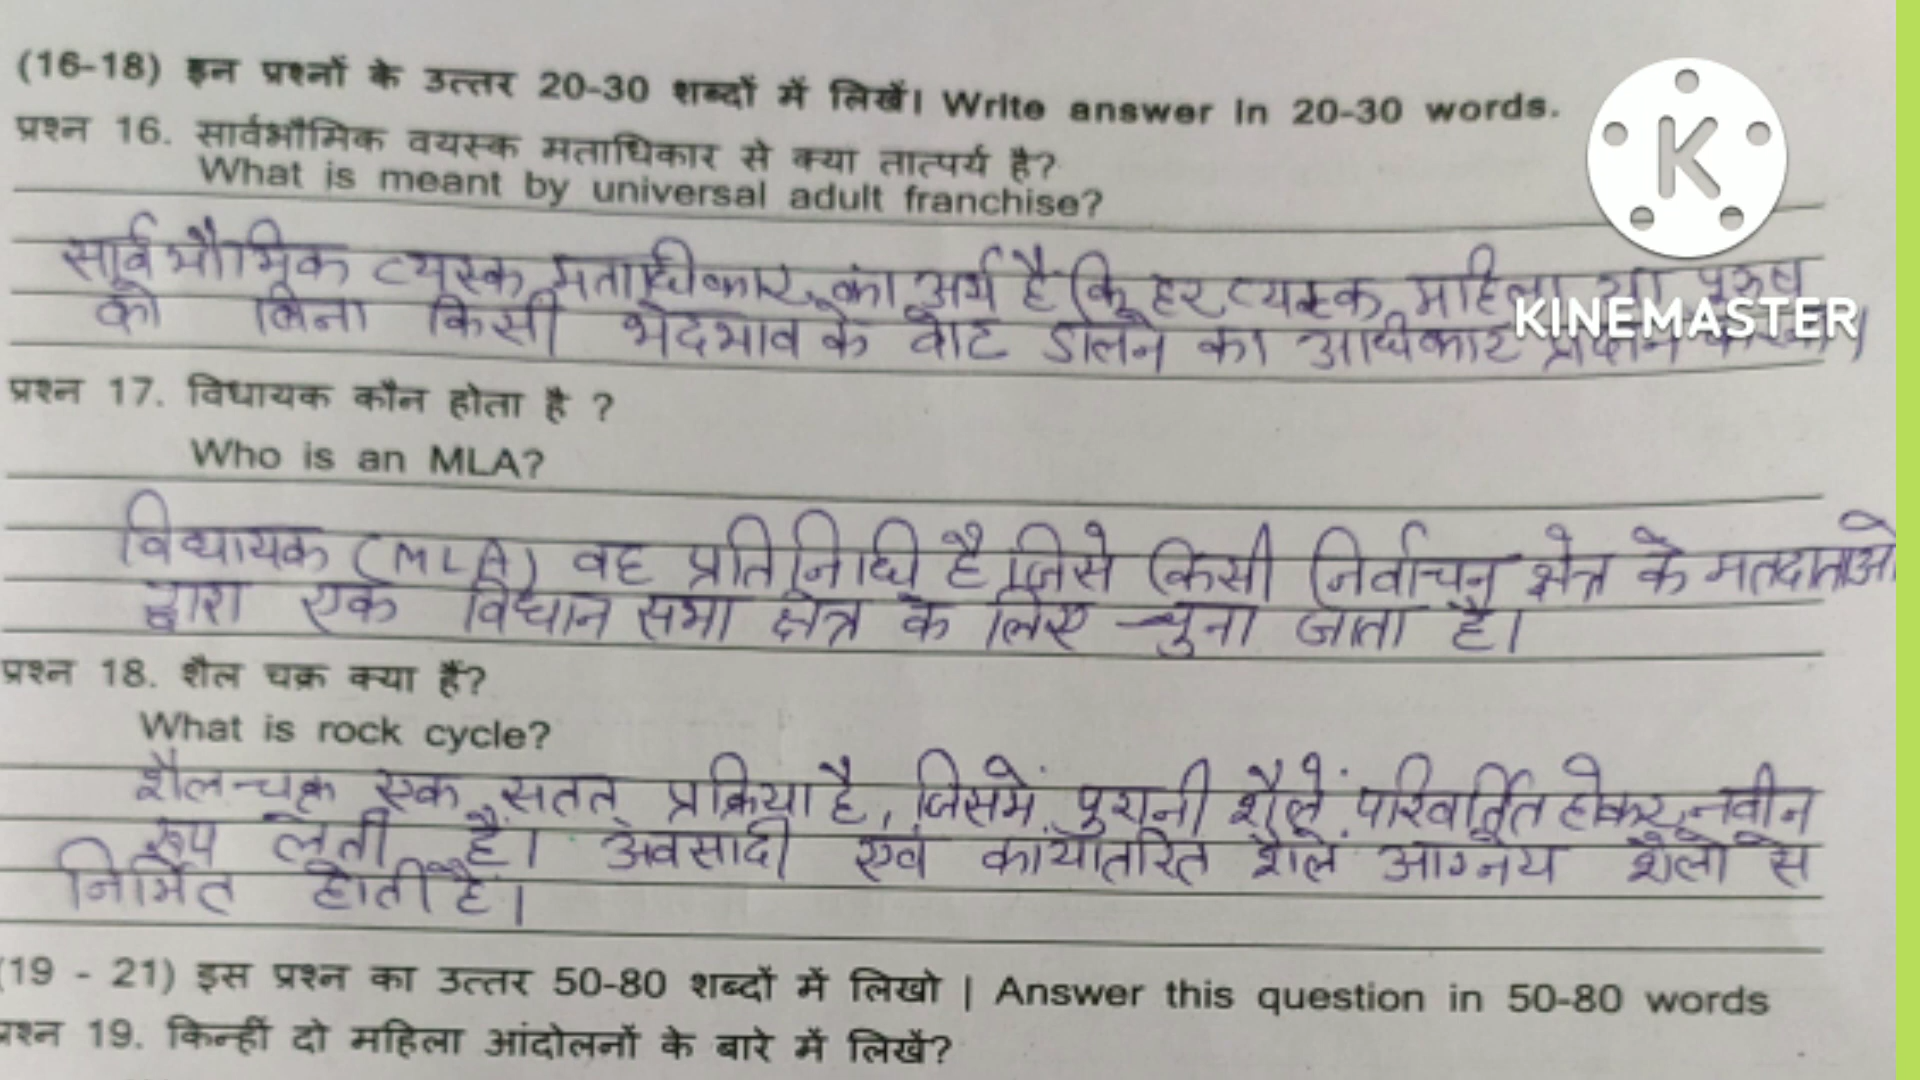 (16-18) इन प्रश्नों के उत्तर 20-30 शब्दों में लिखें। Write answer in 20-30 words.
प्रश्न 16. सार्वभौमिक वयस्क मताधिकार से क्या तात्पर्य है?
What is meant by universal adult franchise?
सार्वभौमिक व्यस्क मताधिकार का अर्थ है कि हर व्यस्क महिला या पुरुष
को बिना किसी भेदभाव के वोट डालने का अधिकार
KINEMASTER
प्रश्न 17. विधायक कौन होता है ?
Who is an MLA?
विधायक (MLA) वह प्रतिनिधि है जिसे किसी निर्वाचन क्षेत्र के मतदाताओ
द्वारा एक विधान सभा क्षेत्र के लिए चुना जाता है।
प्रश्न 18. शैल चक्र क्या हैं?
What is rock cycle?
शैल-चक्र एक सतत् प्रक्रिया है, जिसमें पुरानी शैलें परिवर्तित होकर नवीन
रूप लेती है। अवसादी एवं कायांतरित शैलें आग्नेय शैलो से
निर्मित होती है।
(19 - 21) इस प्रश्न का उत्तर 50-80 शब्दों में लिखो | Answer this question in 50-80 words
प्रश्न 19. किन्हीं दो महिला आंदोलनों के बारे में लिखें?